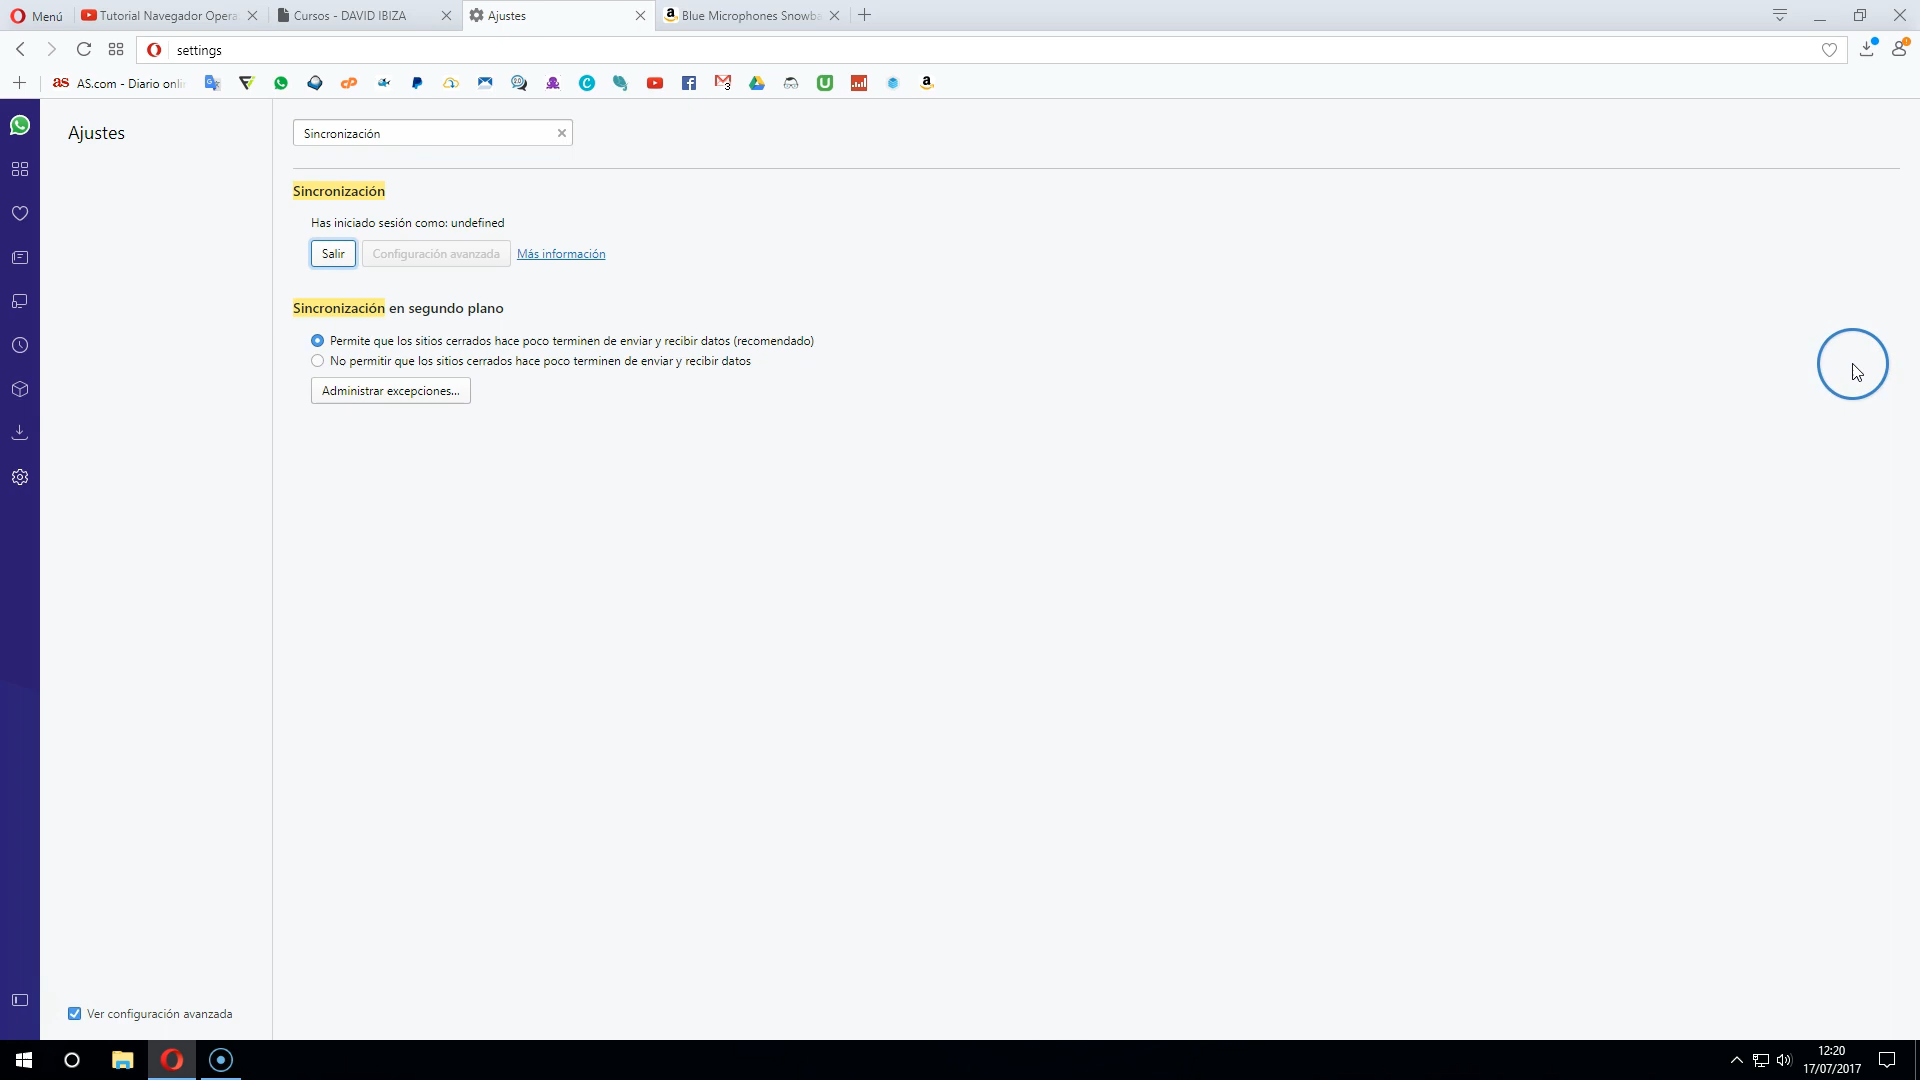 Menú
Tutorial Navegador Opera
Cursos - DAVID IBIZA
Ajustes
Blue Microphones Snowba
settings
AS.com - Diario onlin
Ajustes
Sincronización
Sincronización
Has iniciado sesión como: undefined
Salir
Configuración avanzada
Más información
Sincronización en segundo plano
Permite que los sitios cerrados hace poco terminen de enviar y recibir datos (recomendado)
No permitir que los sitios cerrados hace poco terminen de enviar y recibir datos
Administrar excepciones...
Ver configuración avanzada
12:20
17/07/2017